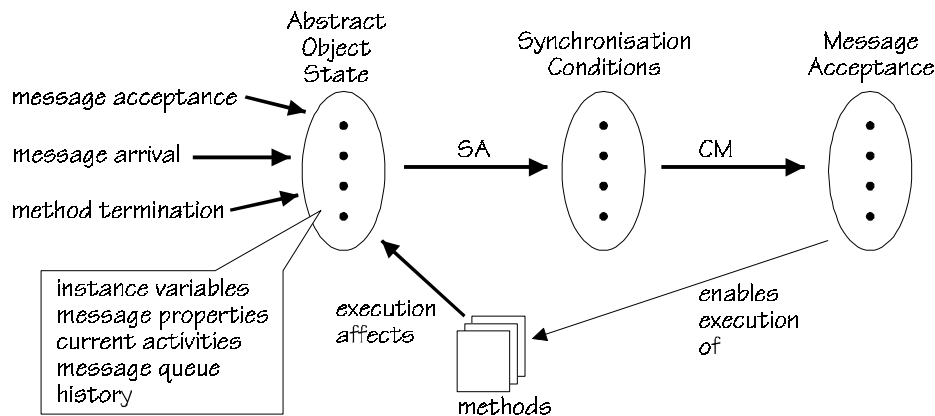 Abstract
Object
State
Synchronisation
Conditions
Message
Acceptance
message acceptance
message arrival
method termination
SA
CM
instance variables
message properties
current activities
message queue
history
execution
affects
enables
execution
of
methods